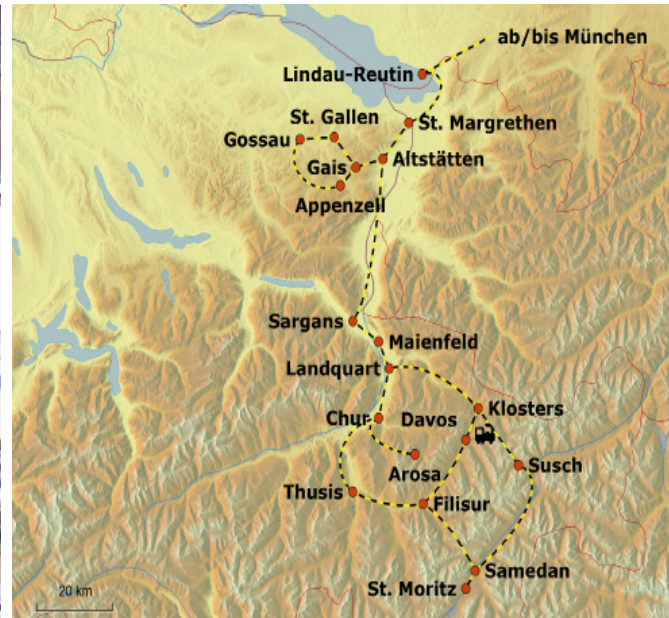 ab/bis München
Lindau-Reutin
St. Gallen
St. Margrethen
Gossau
Altstätten
Gais
Appenzell
Sargans
Maienfeld
Landquart
Klosters
Chur
Davos
Susch
Arosa
Thusis
Filisur
Samedan
St. Moritz
20 km